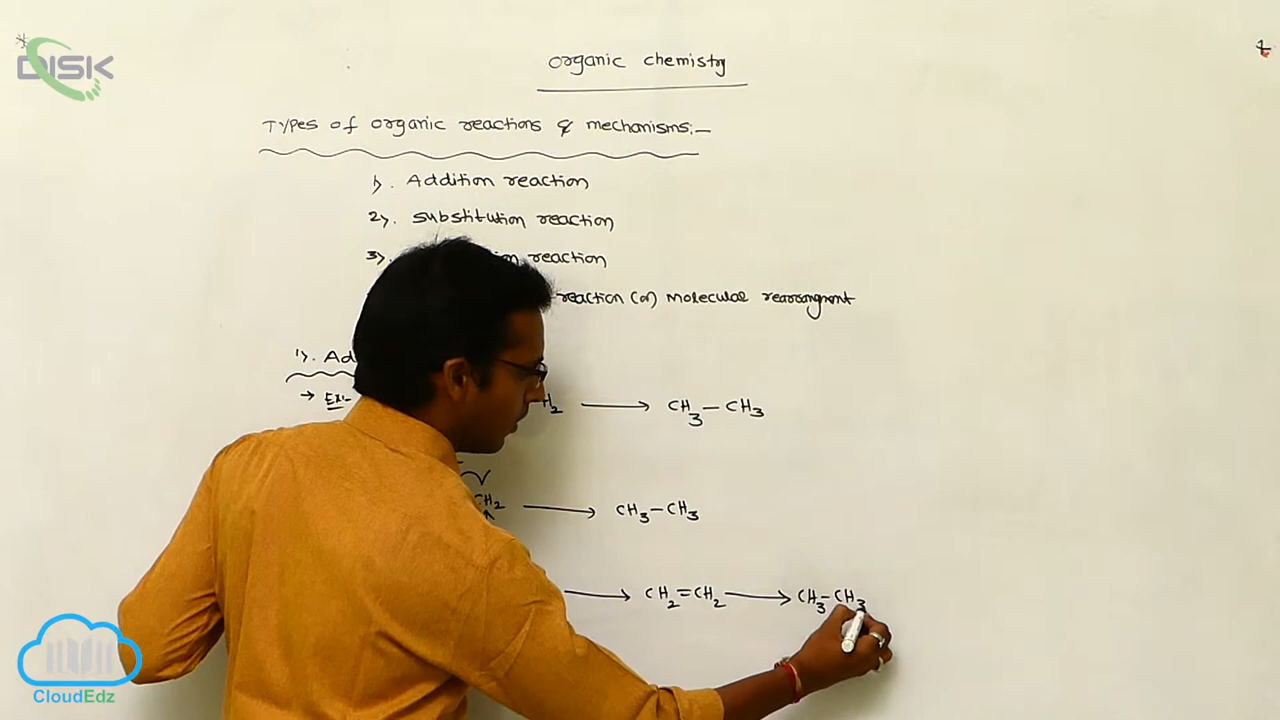 DISK
organic chemistry
Types of organic reactions & mechanisms:-
1). Addition reaction
2). substitution reaction
3). reaction
reaction (or) molecular rearrangment
1). Ad
→ Ex:- H2 ⟶ CH3-CH3
CH2 ⟶ CH3-CH3
⟶ CH2=CH2 ⟶ CH3-CH3
CloudEdz